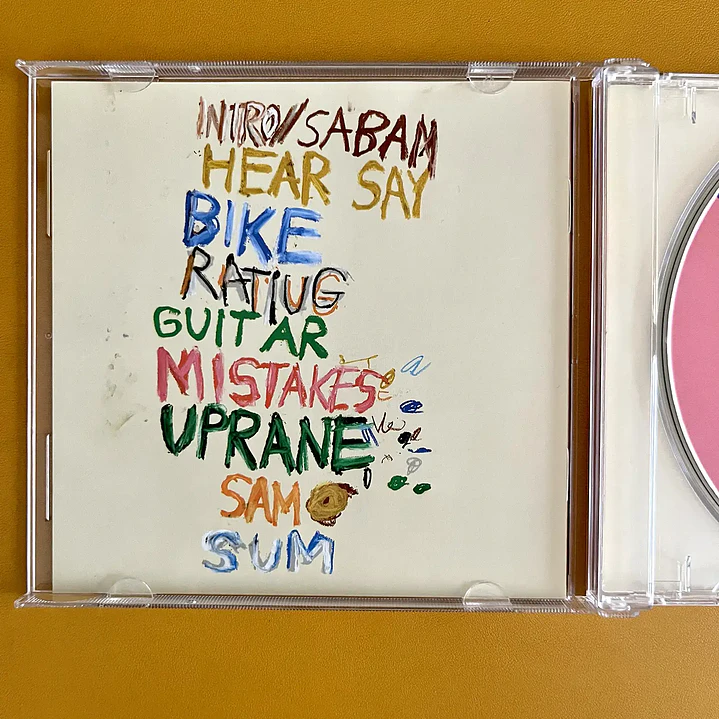 INTRO/SABAM
HEAR SAY
BIKE
RATIUG
GUITAR
MISTAKES
UPRANE
SAM
SUM